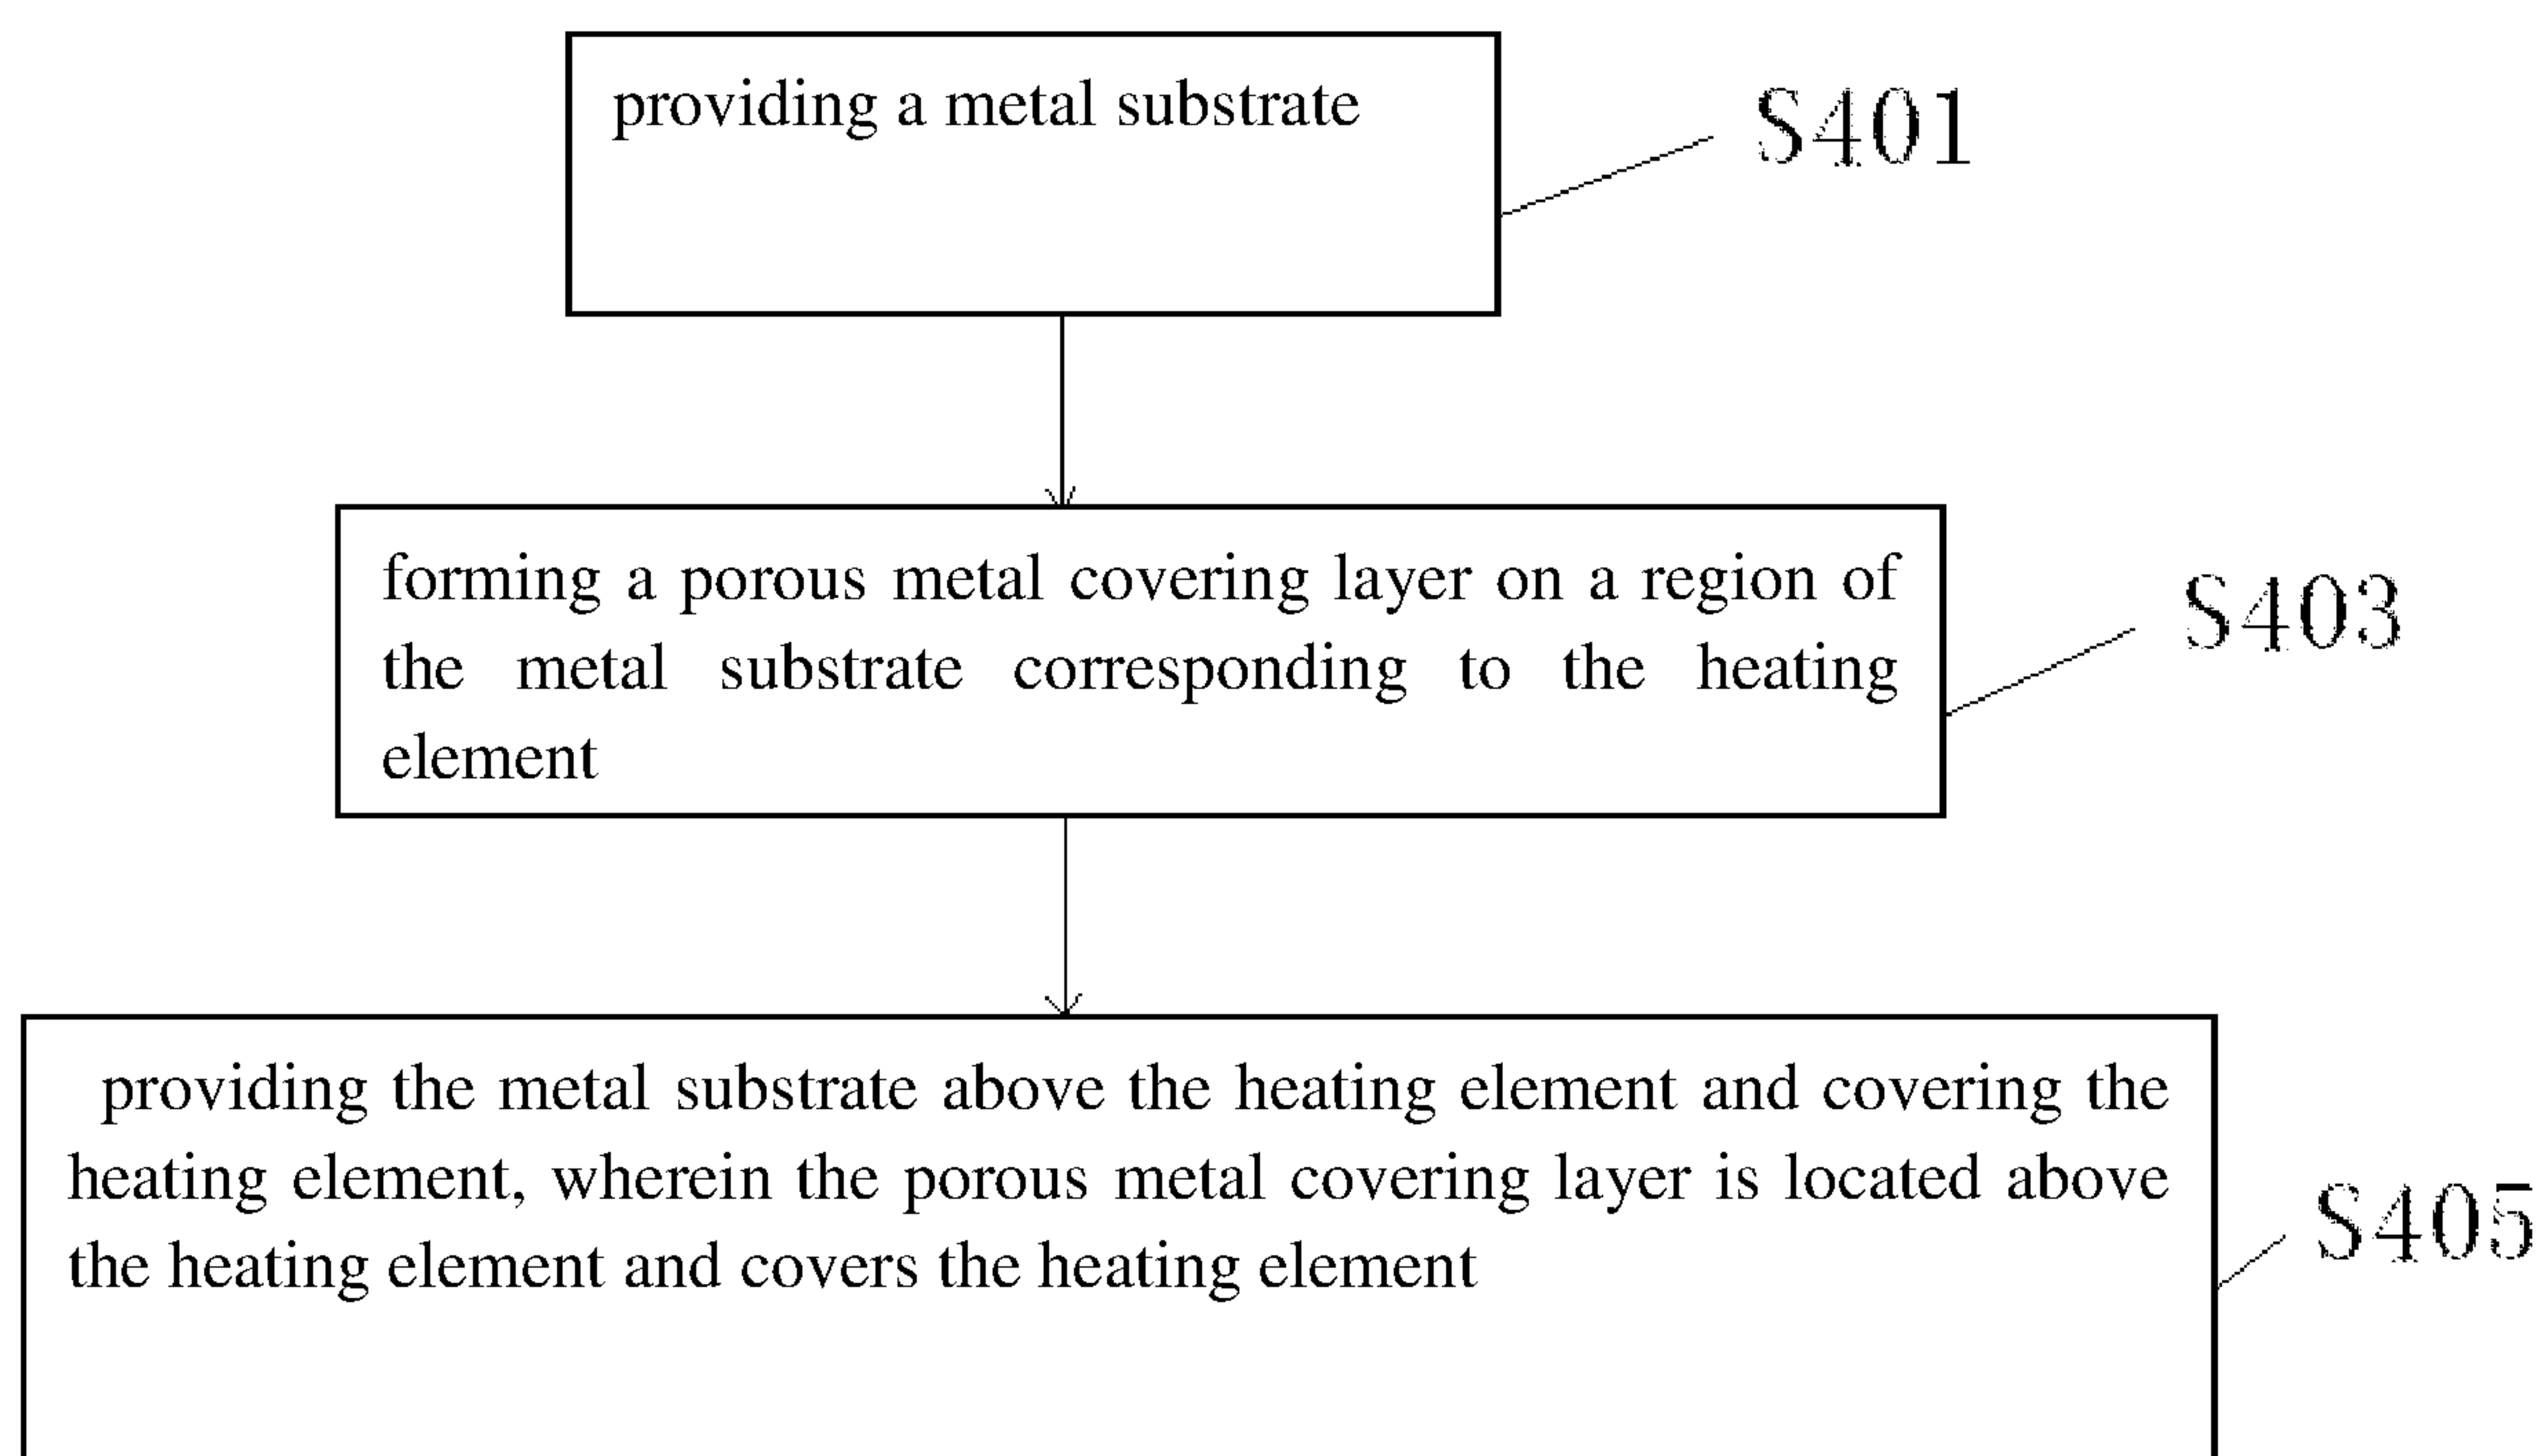 providing a metal substrate
S401
forming a porous metal covering layer on a region of
the metal substrate corresponding to the heating
element
S403
providing the metal substrate above the heating element and covering the
heating element, wherein the porous metal covering layer is located above
the heating element and covers the heating element
S405